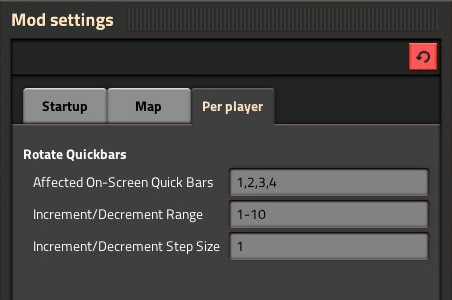 Mod settings
Startup Map Per player
Rotate Quickbars
Affected On-Screen Quick Bars 1,2,3,4
Increment/Decrement Range 1-10
Increment/Decrement Step Size 1